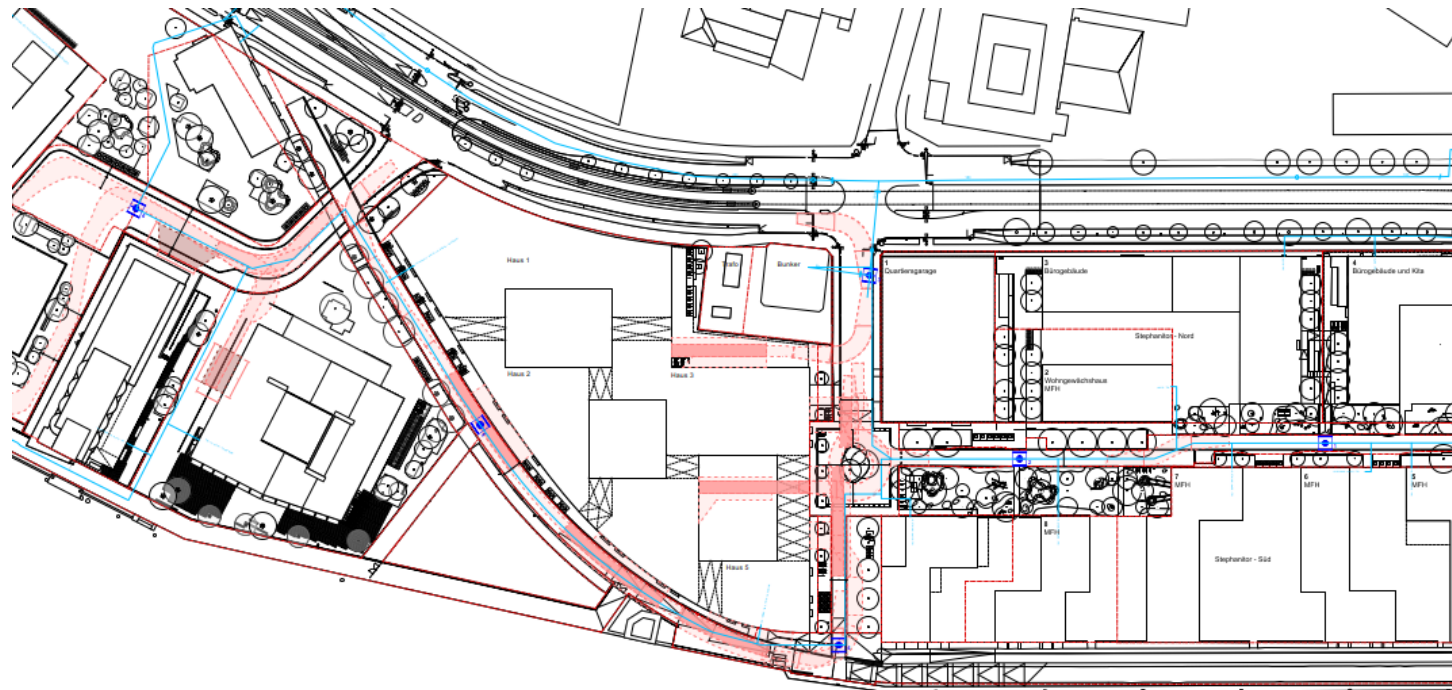 Haus 1
Trafo
Bunker
1
Quartiersgarage
3
Bürogebäude
4
Bürogebäude und Kita
Stephanitor - Nord
Haus 2
Haus 3
2
Wohngewächshaus
MFH
7
MFH
6
MFH
5
MFH
8
MFH
Haus 5
Stephanitor - Süd